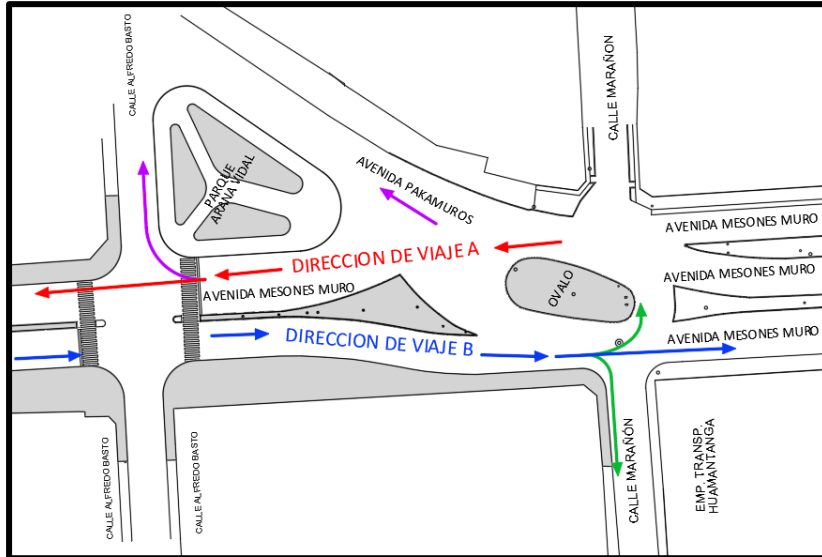 CALLE ALFREDO BASTO
CALLE MARAÑON
PARQUE
ARANA VIDAL
AVENIDA PAKAMUROS
AVENIDA MESONES MURO
DIRECCION DE VIAJE A
AVENIDA MESONES MURO
AVENIDA MESONES MURO
OVALO
DIRECCION DE VIAJE B
AVENIDA MESONES MURO
CALLE ALFREDO BASTO
CALLE ALFREDO BASTO
CALLE MARAÑÓN
EMP. TRANSP.
HUAMANTANGA